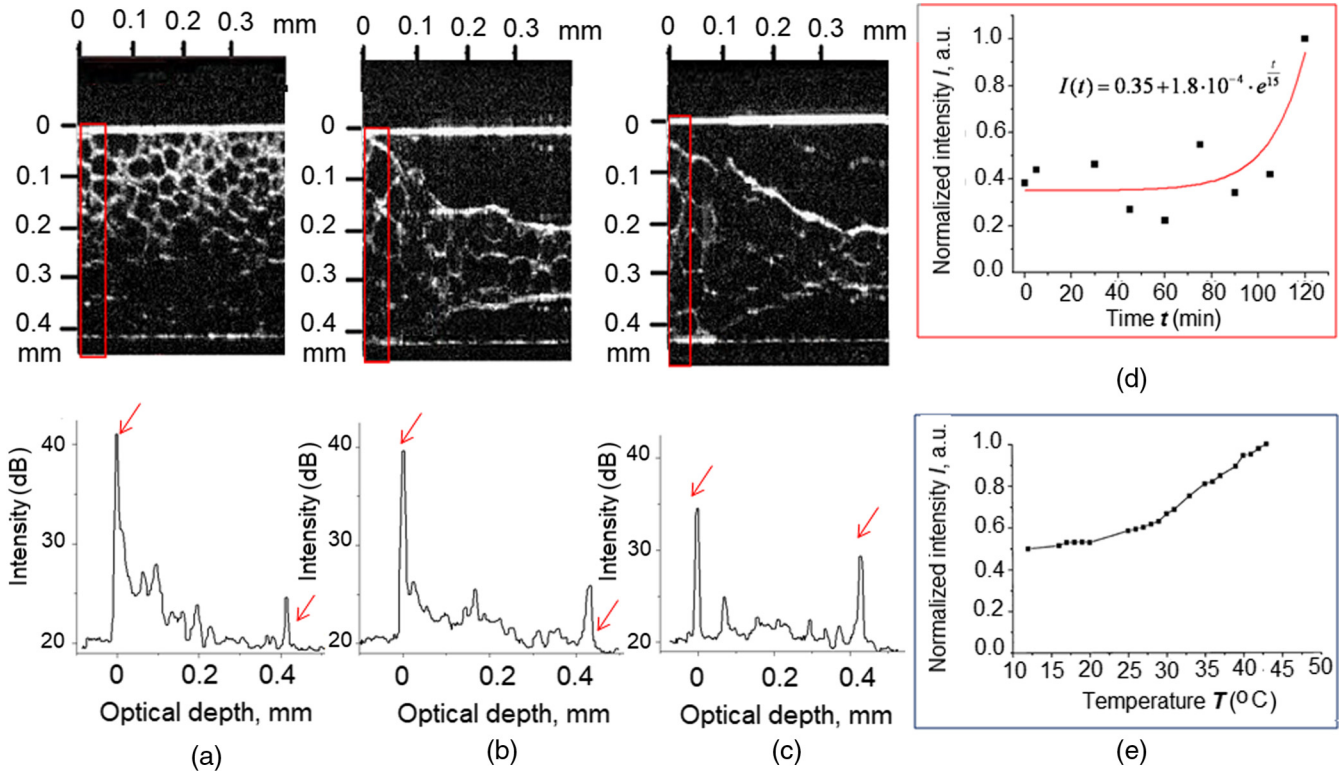 0 0.1 0.2 0.3 mm
0
0.1
0.2
0.3
0.4
mm
0 0.1 0.3 mm
0
0.1
0.2
0.3
0.4
mm
0 0.1 0.3 mm
0
0.1
0.2
0.3
0.4
mm
Intensity (dB)
40
30
20
0 0.2 0.4
Optical depth, mm
(a)
Intensity (dB)
40
30
20
0 0.2 0.4
Optical depth, mm
(b)
Intensity (dB)
40
30
20
0 0.2 0.4
Optical depth, mm
(c)
Normalized intensity I, a.u.
1.0
0.8
0.6
0.4
0.2
0.0
I(t) = 0.35+1.8·10⁻⁴·e^(t/15)
0 20 40 60 80 100 120
Time t (min)
(d)
Normalized intensity I, a.u.
1.0
0.8
0.6
0.4
0.2
0.0
10 15 20 25 30 35 40 45 50
Temperature T (° C)
(e)